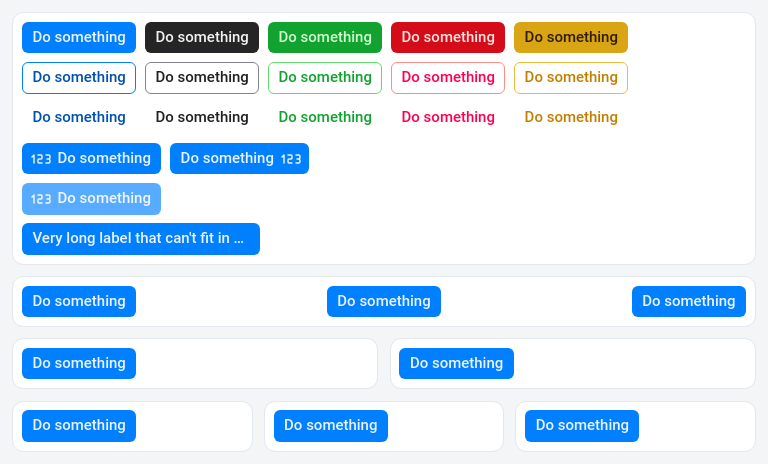 Do something Do something Do something Do something Do something
Do something Do something Do something Do something Do something
Do something Do something Do something Do something Do something
123 Do something Do something 123
123 Do something
Very long label that can't fit in ...
Do something Do something Do something
Do something Do something
Do something Do something Do something